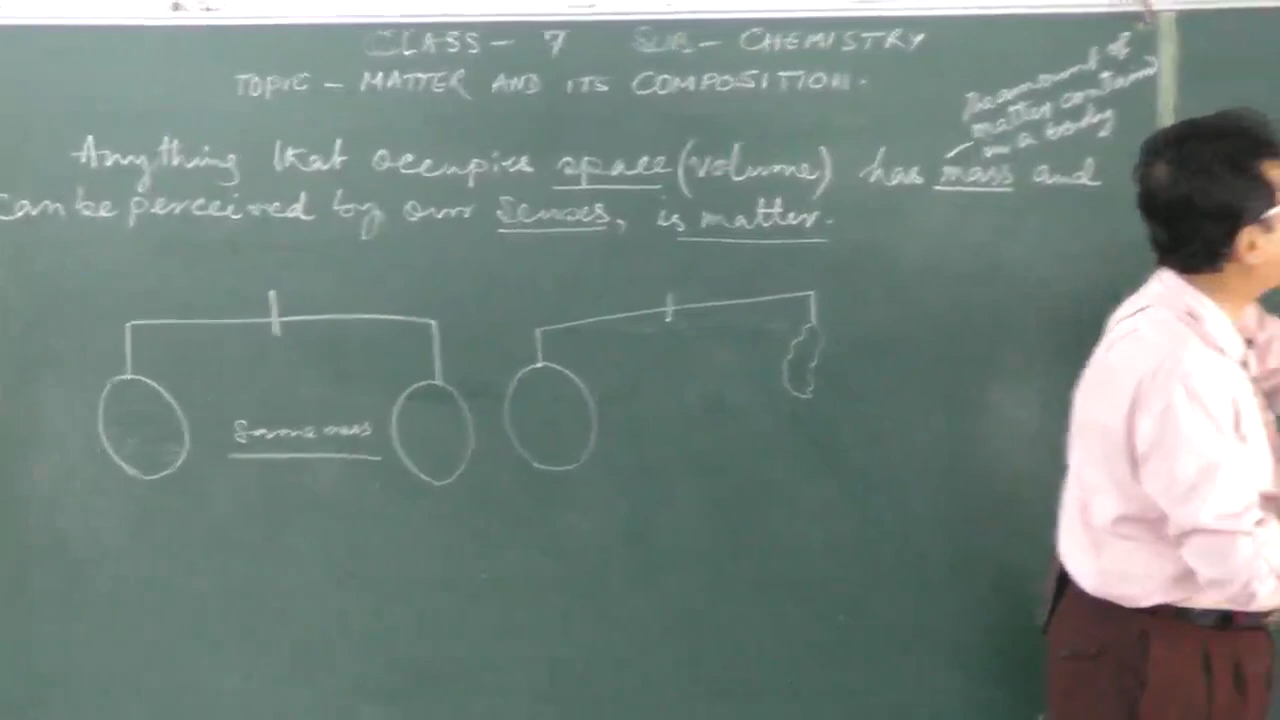 CLASS - 7 SUB - CHEMISTRY
TOPIC - MATTER AND ITS COMPOSITION.
The amount of
matter contained
in a body
Anything that occupies space (volume) has mass and
can be perceived by our senses, is matter.
Same mass